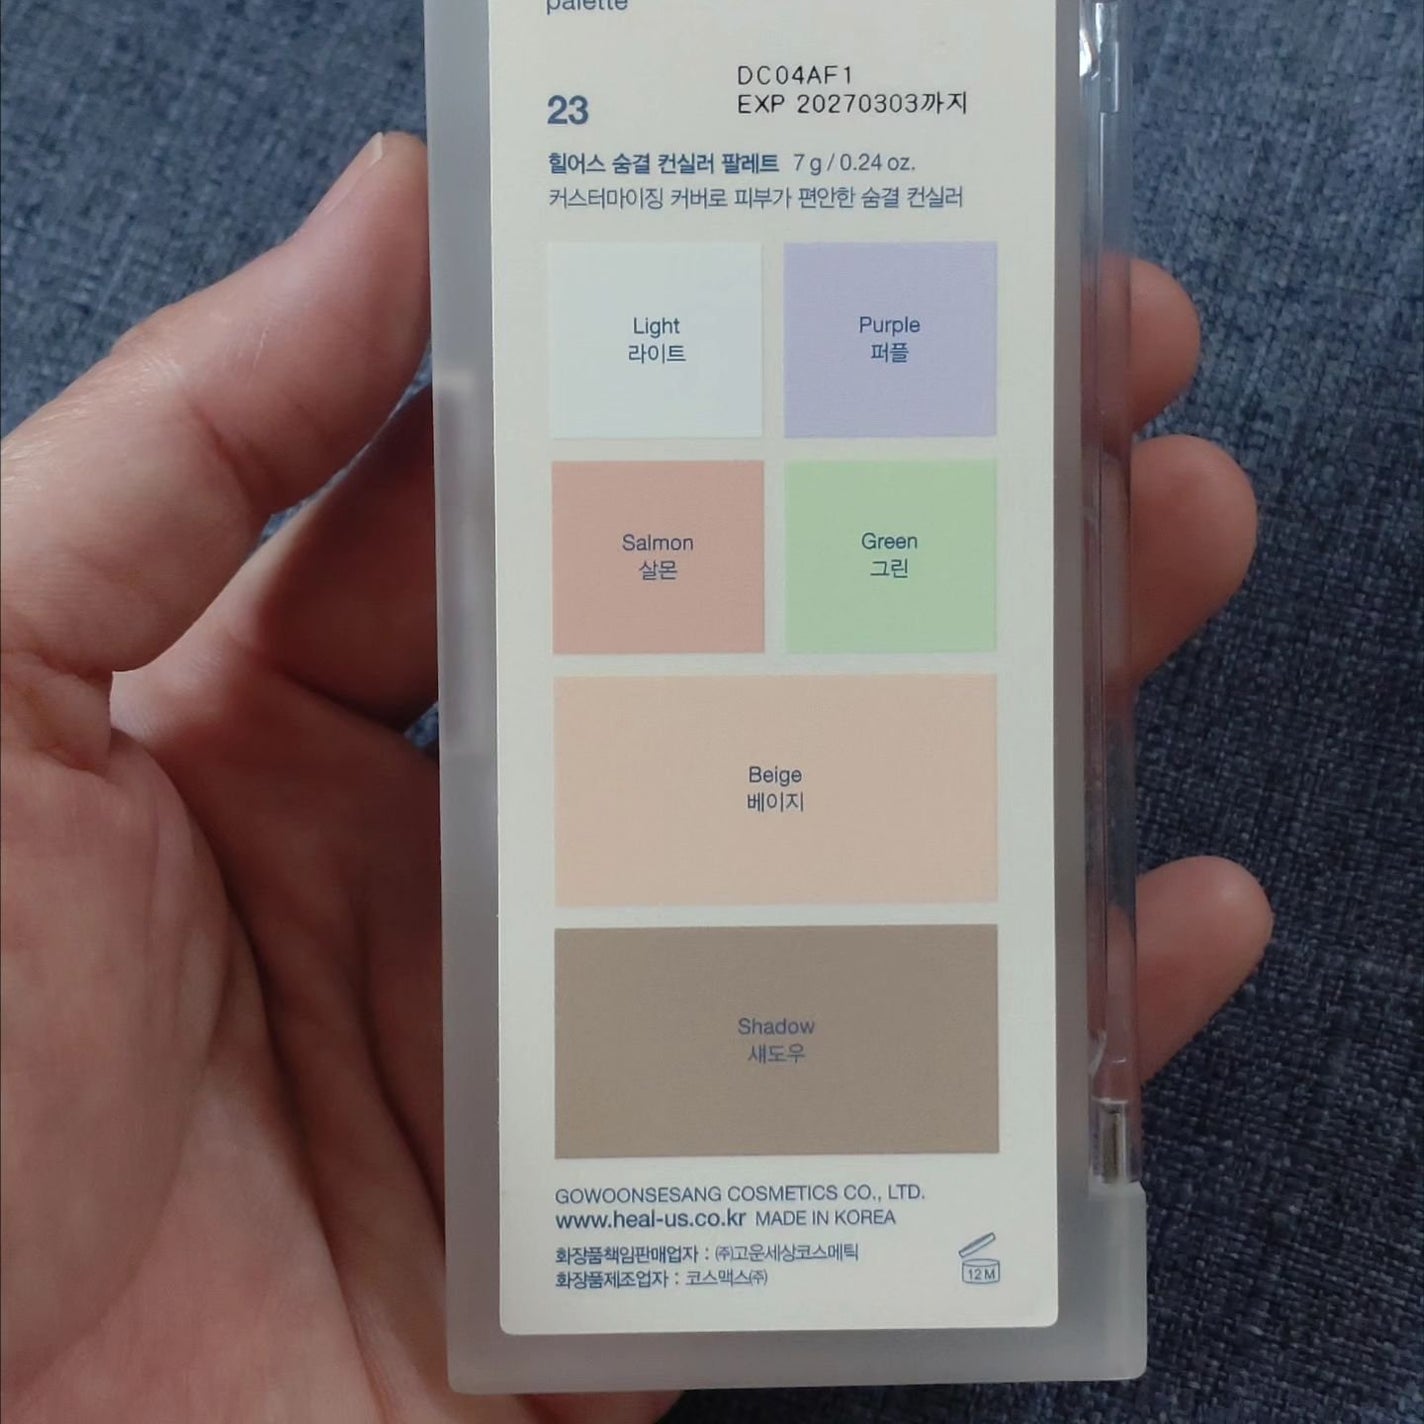 palette
DC04AF1
EXP 20270303까지
23
힐어스 숨결 컨실러 팔레트 7 g / 0.24 oz.
커스터마이징 커버로 피부가 편안한 숨결 컨실러
Light
라이트
Purple
퍼플
Salmon
살몬
Green
그린
Beige
베이지
Shadow
섀도우
GOWOONSESANG COSMETICS CO., LTD.
www.heal-us.co.kr MADE IN KOREA
화장품책임판매업자 : ㈜고운세상코스메틱
화장품제조업자 : 코스맥스㈜
12 M